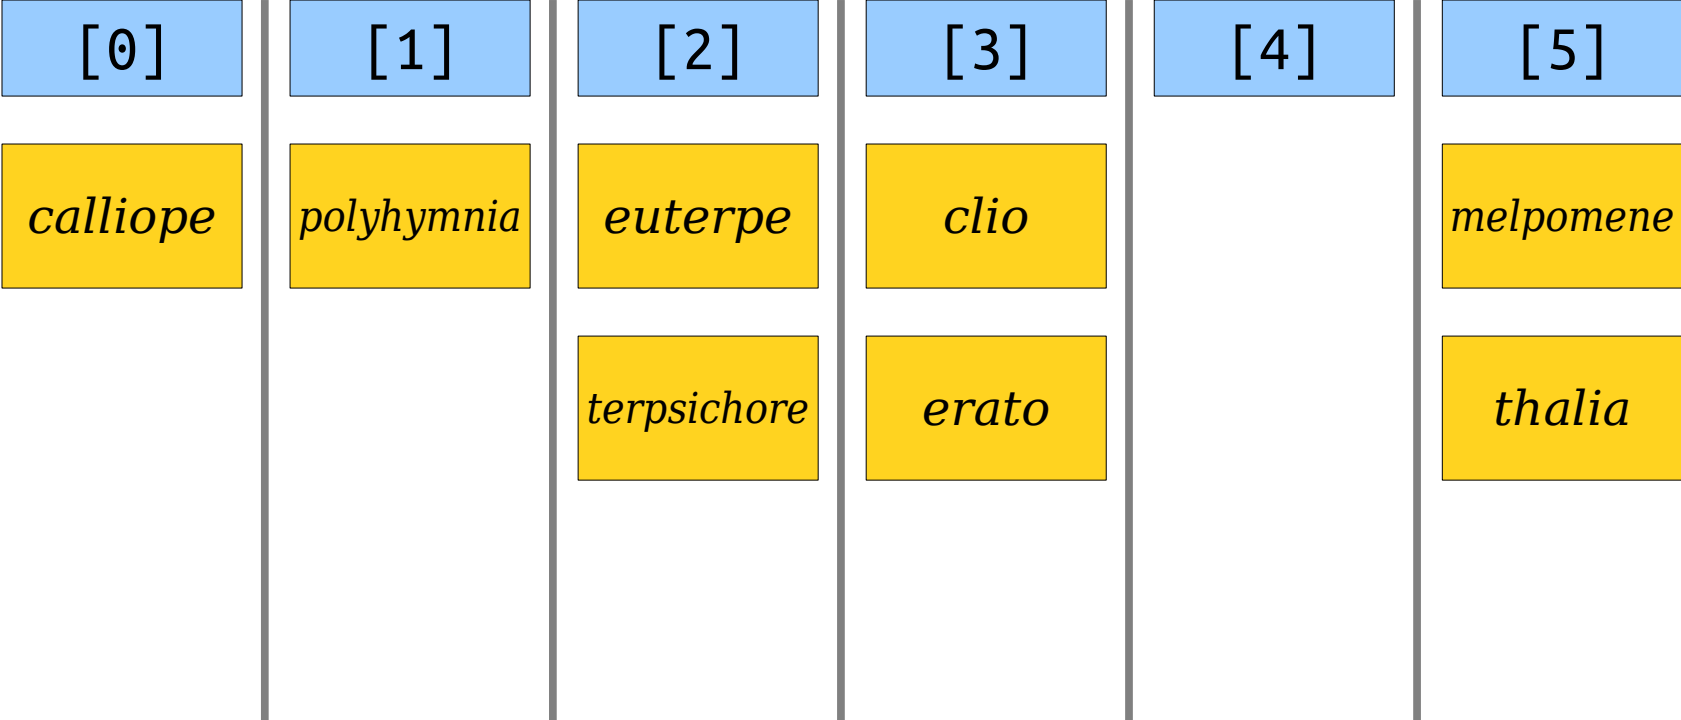 [0] [1] [2] [3] [4] [5]
calliope polyhymnia euterpe clio melpomene
terpsichore erato thalia